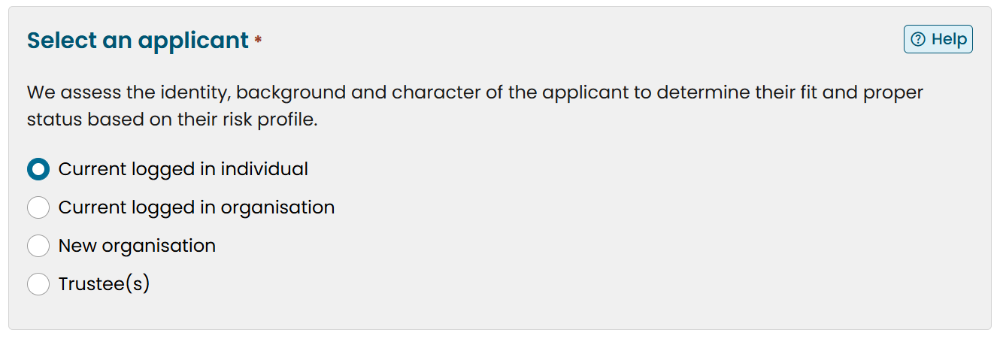 Select an applicant *
Help
We assess the identity, background and character of the applicant to determine their fit and proper
status based on their risk profile.
Current logged in individual
Current logged in organisation
New organisation
Trustee(s)